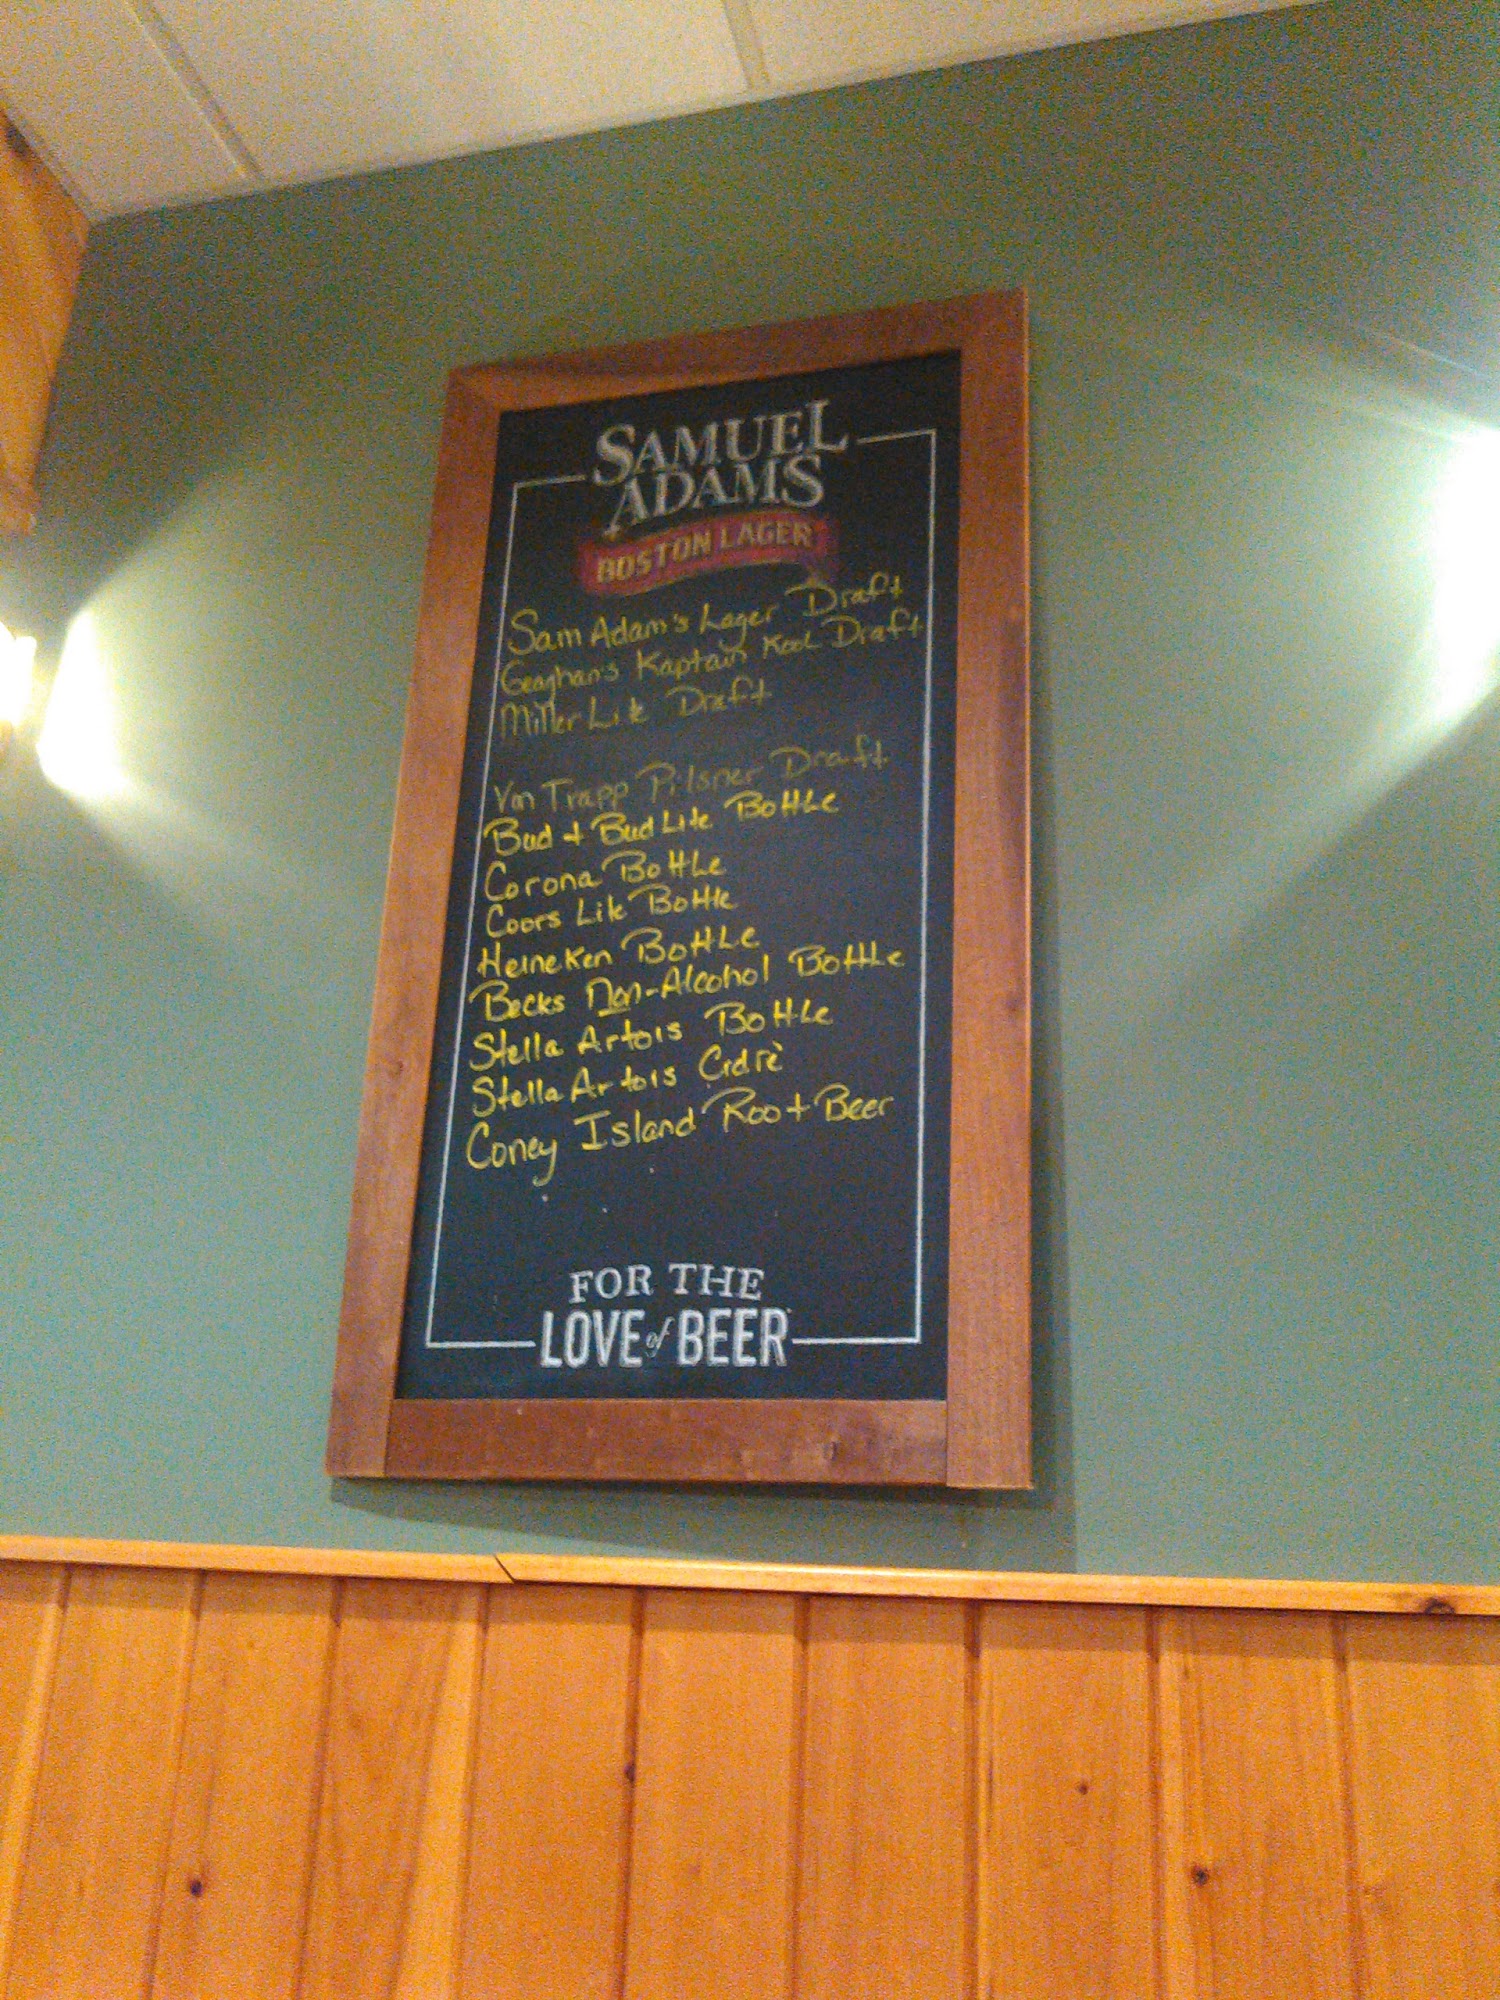 SAMUEL
ADAMS
BOSTON LAGER
Sam Adam's Lager Draft
Geaghan's Kaptain Kool Draft
Miller Lite Draft
Von Trapp Pilsner Draft
Bud + Bud Lite Bottle
Corona Bottle
Coors Lite Bottle
Heineken Bottle
Becks Non-Alcohol Bottle
Stella Artois Bottle
Stella Artois Cidrè
Coney Island Root Beer
FOR THE
LOVE of BEER